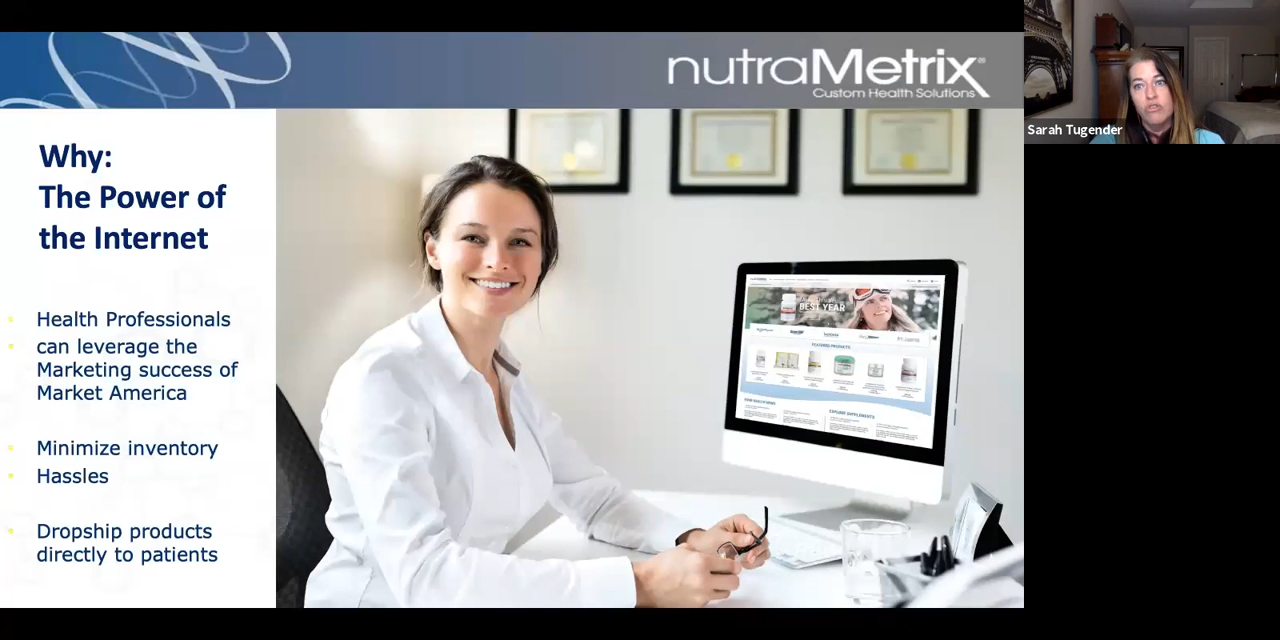 nutraMetrix®
Custom Health Solutions
Sarah Tugender
Why:
The Power of
the Internet
Health Professionals
can leverage the
Marketing success of
Market America
Minimize inventory
Hassles
Dropship products
directly to patients
BEST YEAR
FEATURED PRODUCTS